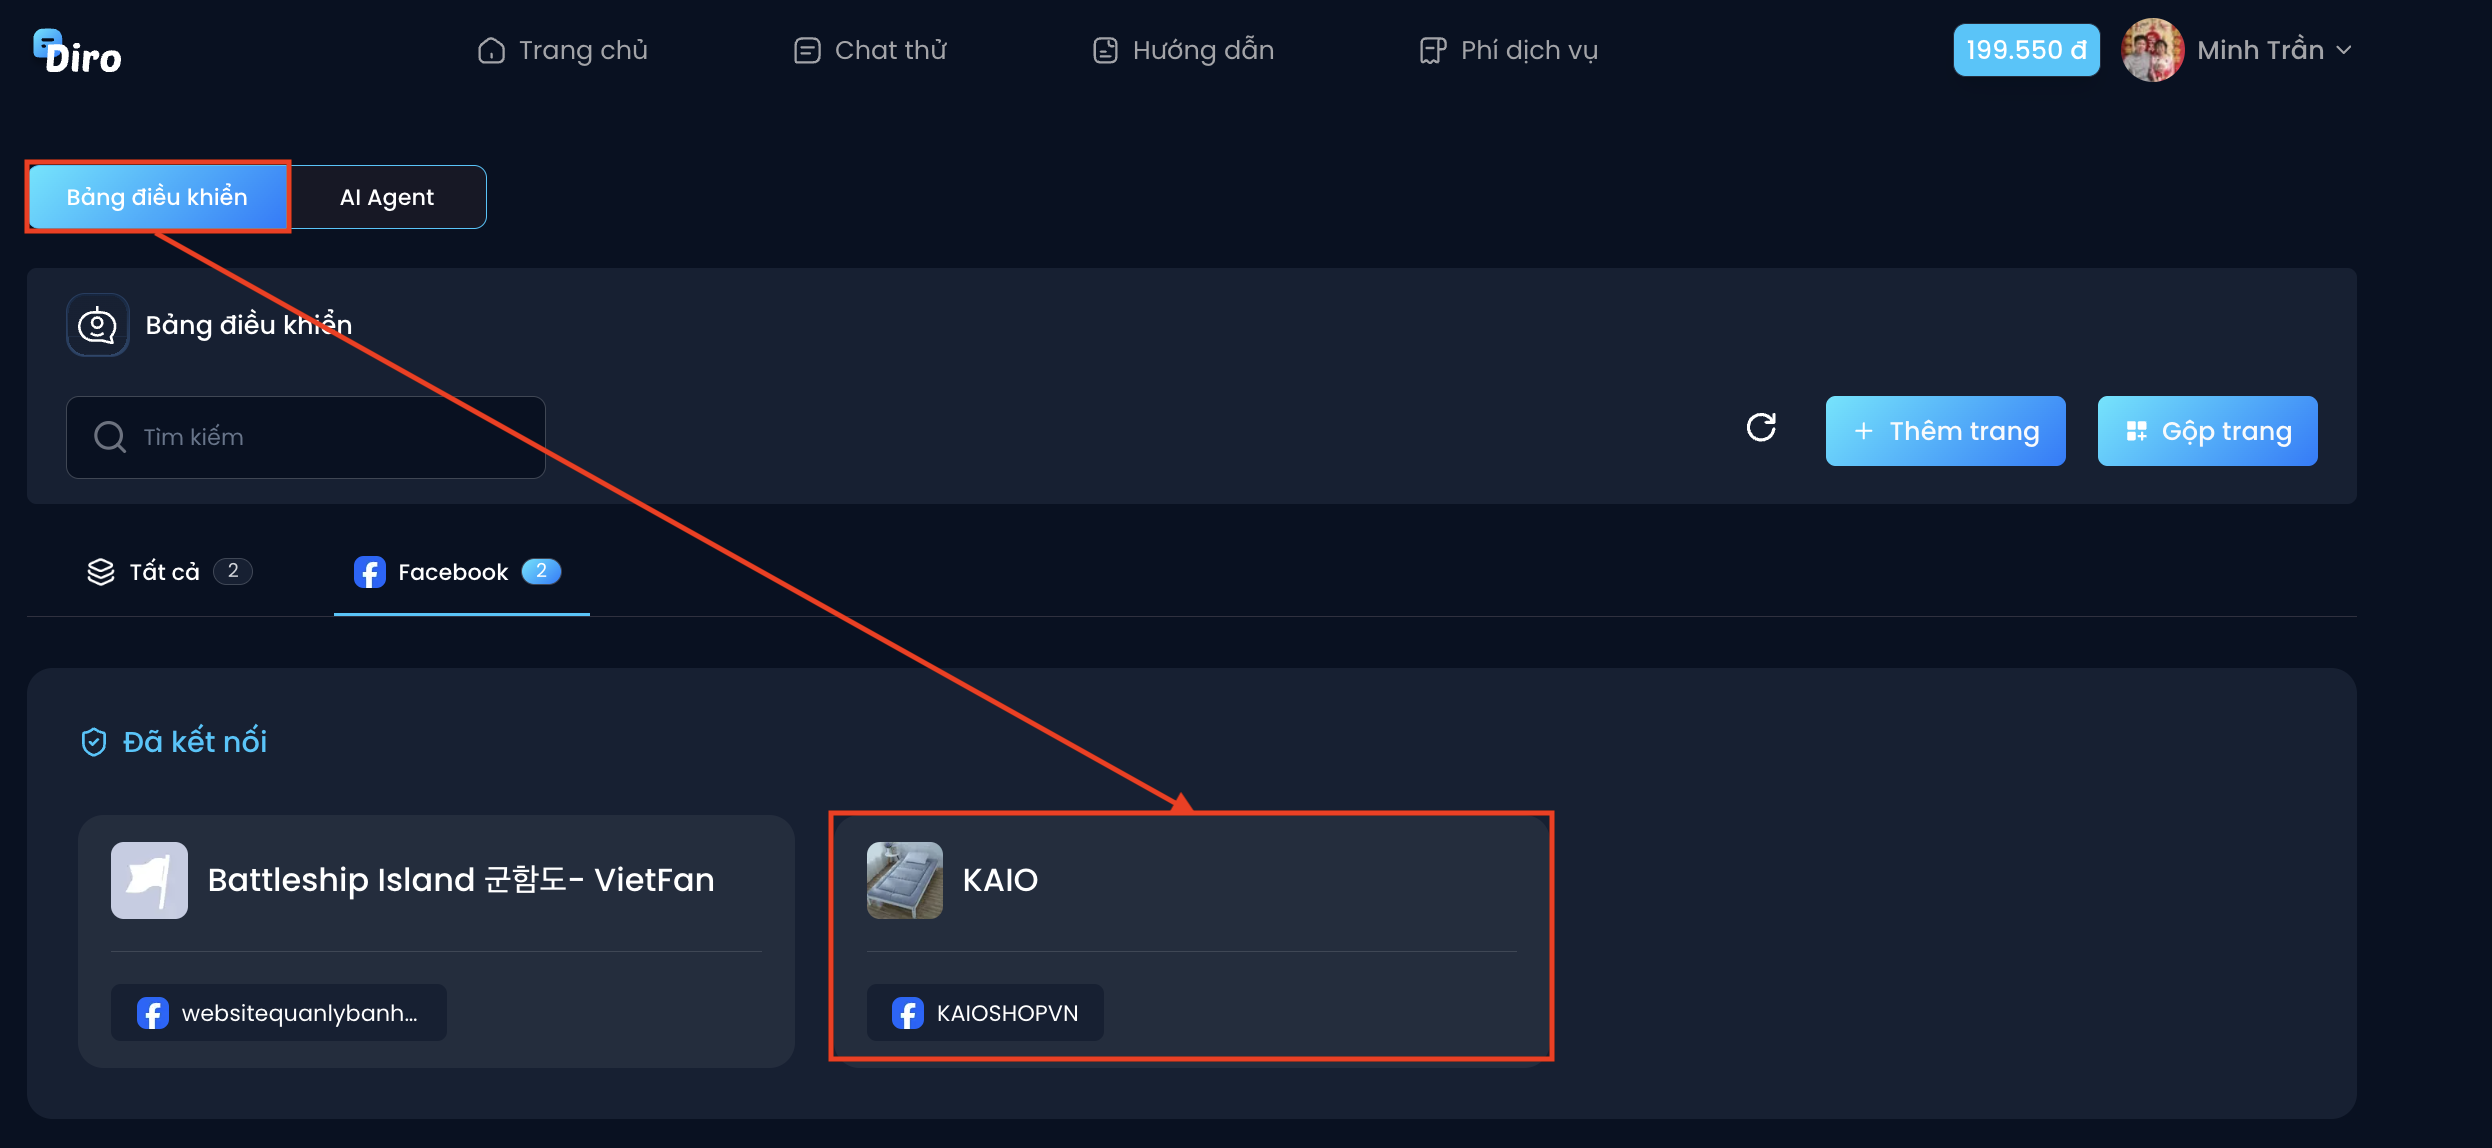 Diro
Trang chủ
Chat thử
Hướng dẫn
Phí dịch vụ
199.550 đ
Minh Trần
Bảng điều khiển
AI Agent
Bảng điều khiển
Tìm kiếm
+ Thêm trang
Gộp trang
Tất cả 2
Facebook 2
Đã kết nối
Battleship Island 군함도- VietFan
websitequanlybanh...
KAIO
KAIOSHOPVN